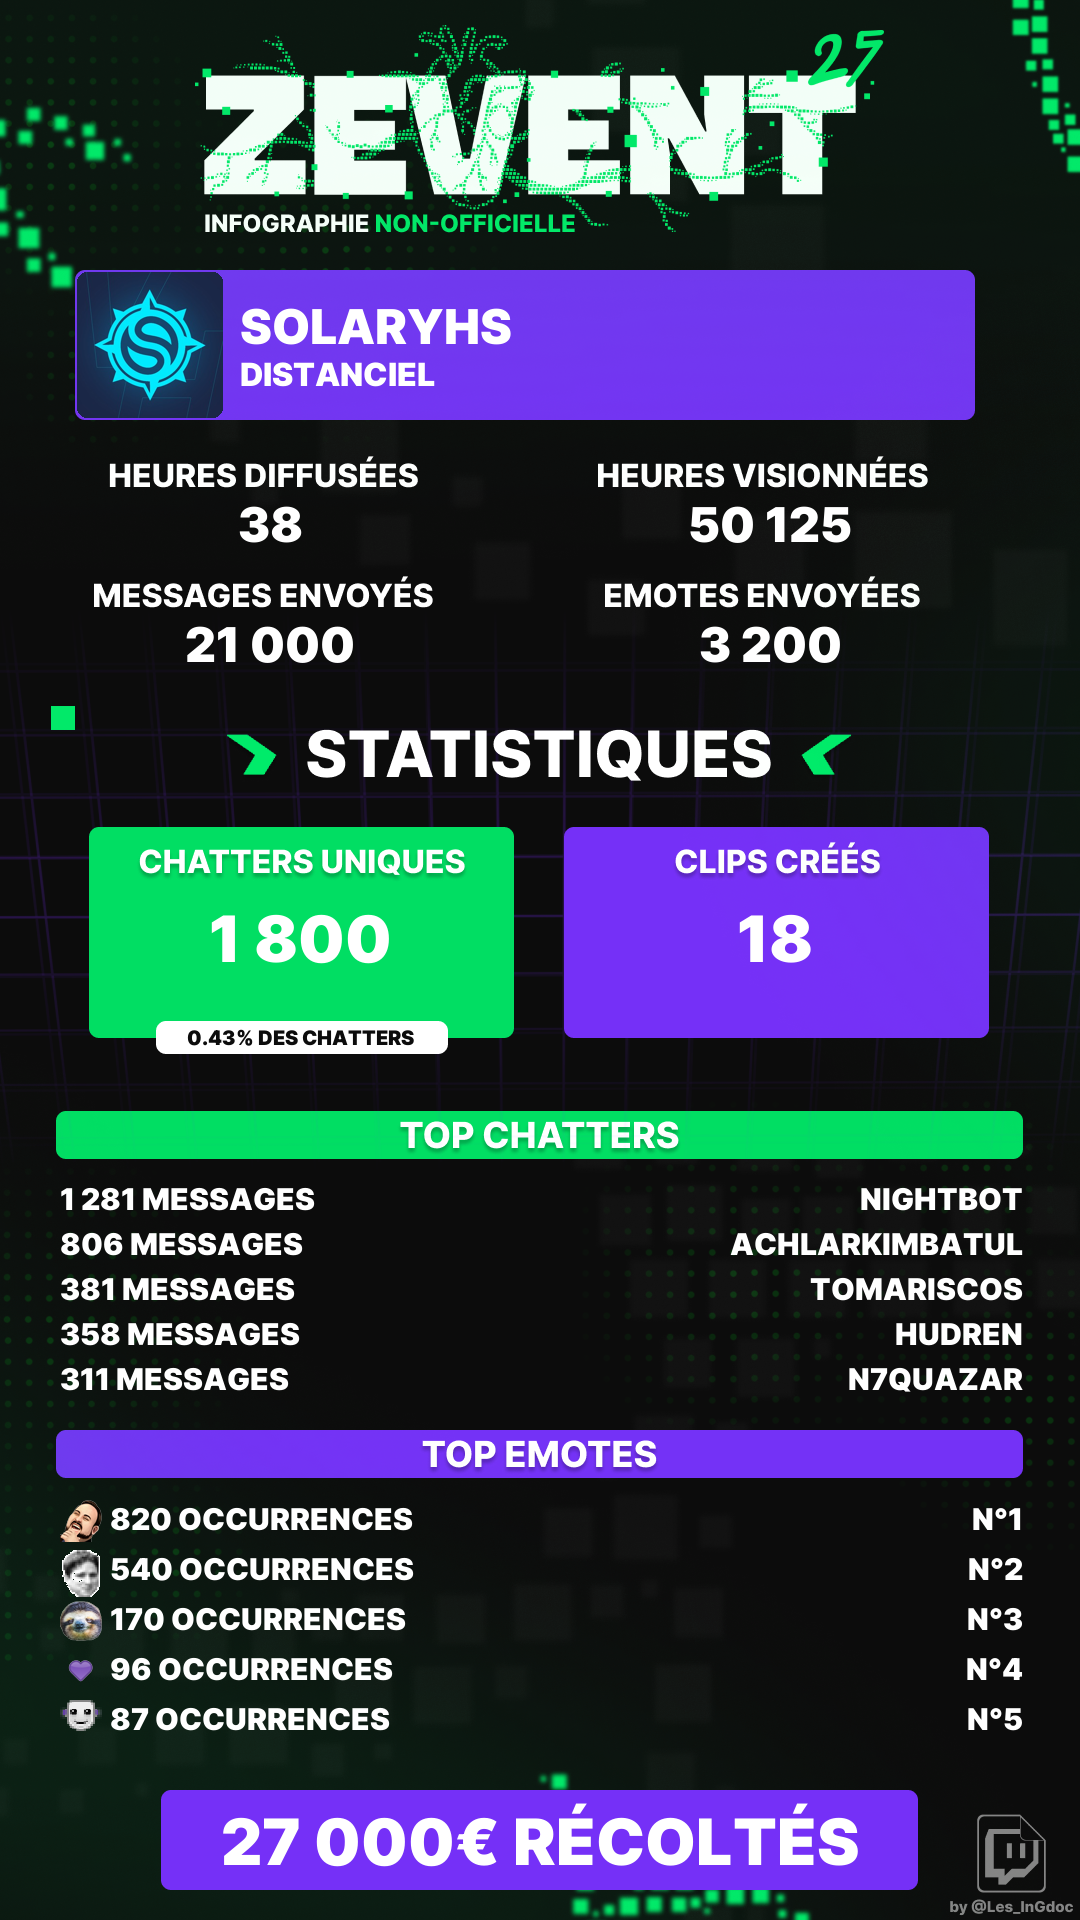 ZEVENT 25
INFOGRAPHIE NON-OFFICIELLE
SOLARYHS
DISTANCIEL
HEURES DIFFUSÉES
38
HEURES VISIONNÉES
50 125
MESSAGES ENVOYÉS
21 000
EMOTES ENVOYÉES
3 200
STATISTIQUES
CHATTERS UNIQUES
1 800
0.43% DES CHATTERS
CLIPS CRÉÉS
18
TOP CHATTERS
1 281 MESSAGES NIGHTBOT
806 MESSAGES ACHLARKIMBATUL
381 MESSAGES TOMARISCOS
358 MESSAGES HUDREN
311 MESSAGES N7QUAZAR
TOP EMOTES
820 OCCURRENCES N°1
540 OCCURRENCES N°2
170 OCCURRENCES N°3
96 OCCURRENCES N°4
87 OCCURRENCES N°5
27 000€ RÉCOLTÉS
by @Les_InGdoc